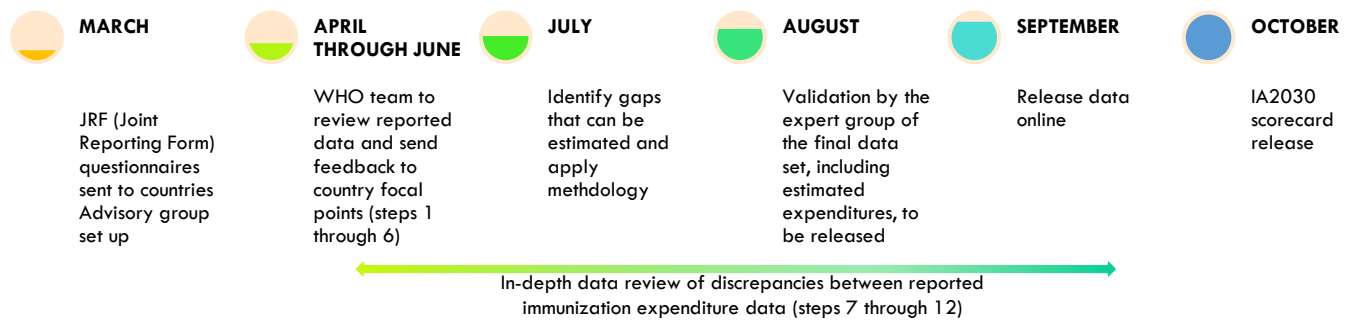 MARCH
JRF (Joint
Reporting Form)
questionnaires
sent to countries
Advisory group
set up
APRIL
THROUGH JUNE
WHO team to
review reported
data and send
feedback to
country focal
points (steps 1
through 6)
JULY
Identify gaps
that can be
estimated and
apply
methdology
AUGUST
Validation by the
expert group of
the final data
set, including
estimated
expenditures, to
be released
SEPTEMBER
Release data
online
OCTOBER
IA2030
scorecard
release
In-depth data review of discrepancies between reported
immunization expenditure data (steps 7 through 12)